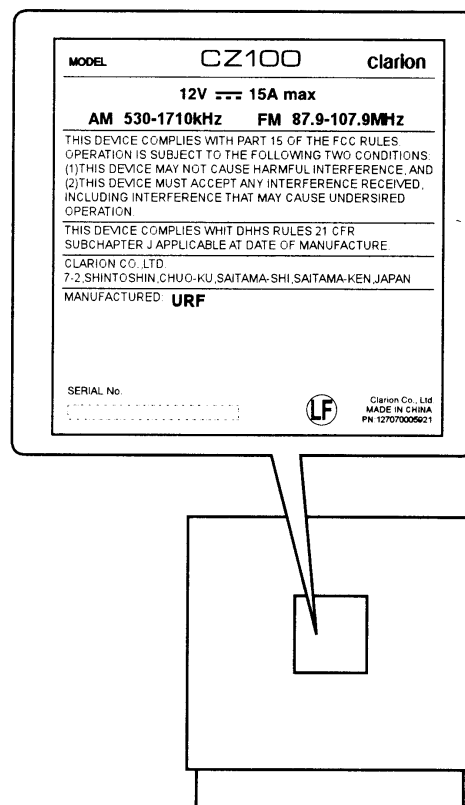 MODEL CZ100 clarion
12V ⎓ 15A max
AM 530-1710kHz FM 87.9-107.9MHz
THIS DEVICE COMPLIES WITH PART 15 OF THE FCC RULES.
OPERATION IS SUBJECT TO THE FOLLOWING TWO CONDITIONS:
(1)THIS DEVICE MAY NOT CAUSE HARMFUL INTERFERENCE, AND
(2)THIS DEVICE MUST ACCEPT ANY INTERFERENCE RECEIVED,
INCLUDING INTERFERENCE THAT MAY CAUSE UNDERSIRED
OPERATION.
THIS DEVICE COMPLIES WHIT DHHS RULES 21 CFR
SUBCHAPTER J APPLICABLE AT DATE OF MANUFACTURE.
CLARION CO.,LTD.
7-2,SHINTOSHIN,CHUO-KU,SAITAMA-SHI,SAITAMA-KEN,JAPAN
MANUFACTURED: URF
SERIAL No.
LF
Clarion Co., Ltd
MADE IN CHINA
PN 127070005921